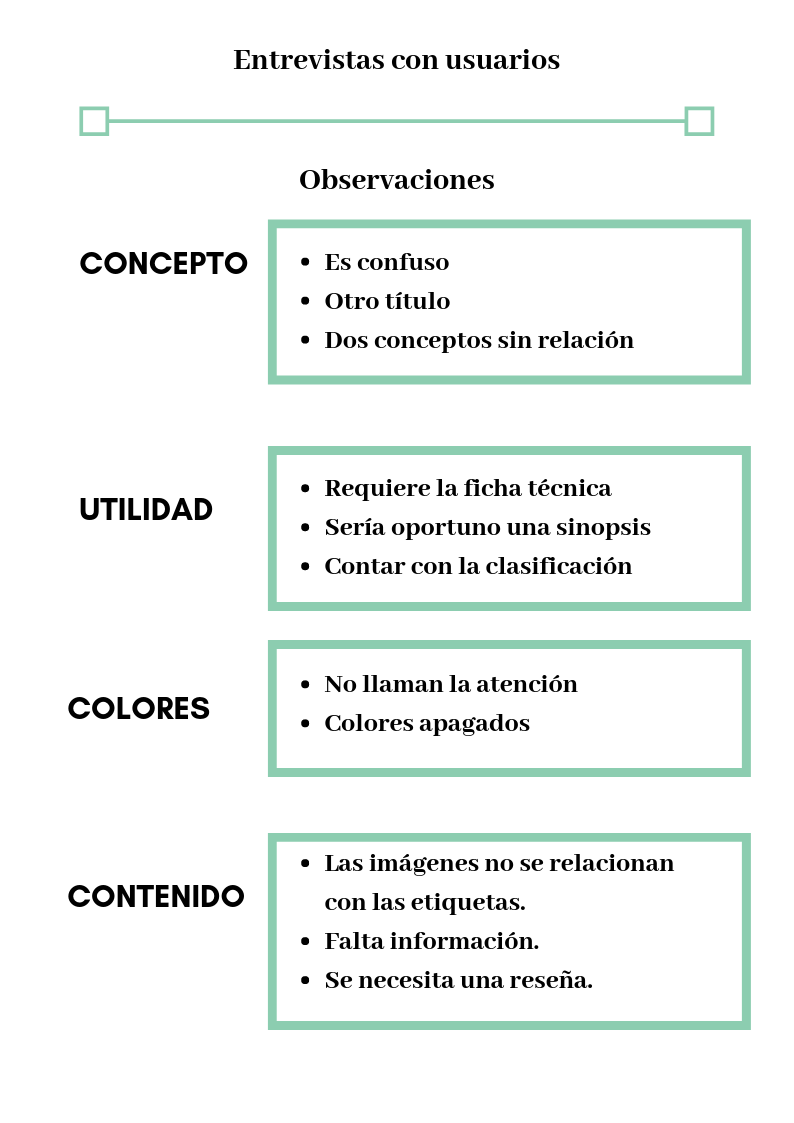 Entrevistas con usuarios
Observaciones
CONCEPTO
• Es confuso
• Otro título
• Dos conceptos sin relación
UTILIDAD
• Requiere la ficha técnica
• Sería oportuno una sinopsis
• Contar con la clasificación
COLORES
• No llaman la atención
• Colores apagados
CONTENIDO
• Las imágenes no se relacionan
con las etiquetas.
• Falta información.
• Se necesita una reseña.